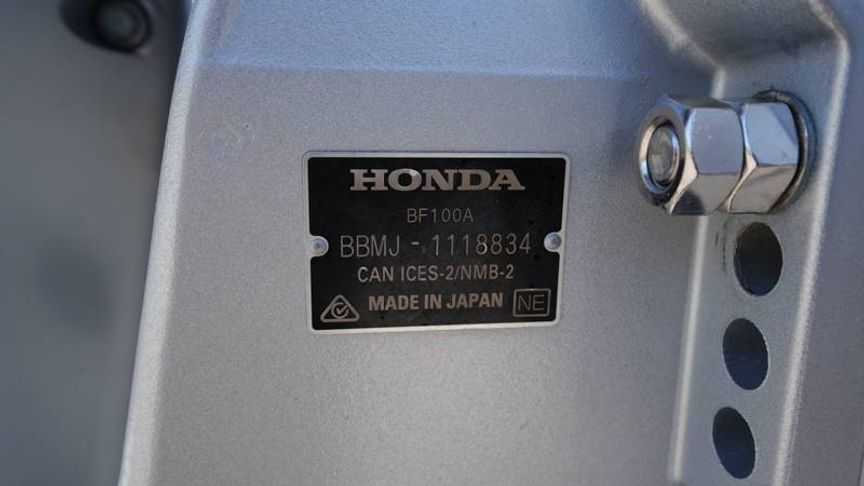 HONDA
BF100A
BBMJ - 1118834
CAN ICES-2/NMB-2
MADE IN JAPAN NE